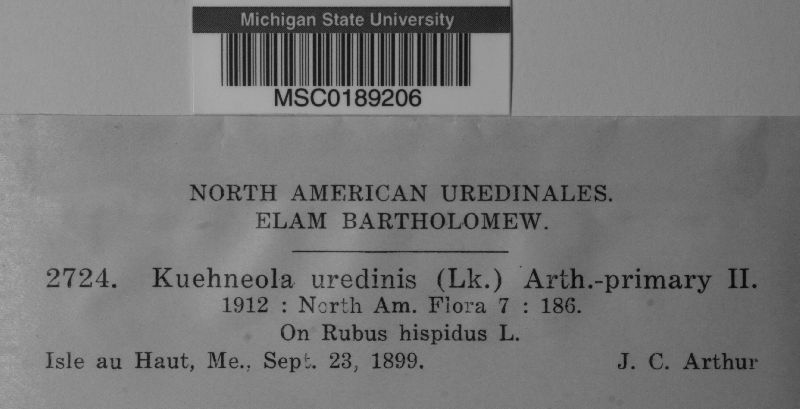 Michigan State University
MSC0189206
NORTH AMERICAN UREDINALES.
ELAM BARTHOLOMEW.
2724. Kuehneola uredinis (Lk.) Arth.-primary II.
1912 : North Am. Flora 7 : 186.
On Rubus hispidus L.
Isle au Haut, Me., Sept. 23, 1899. J. C. Arthur